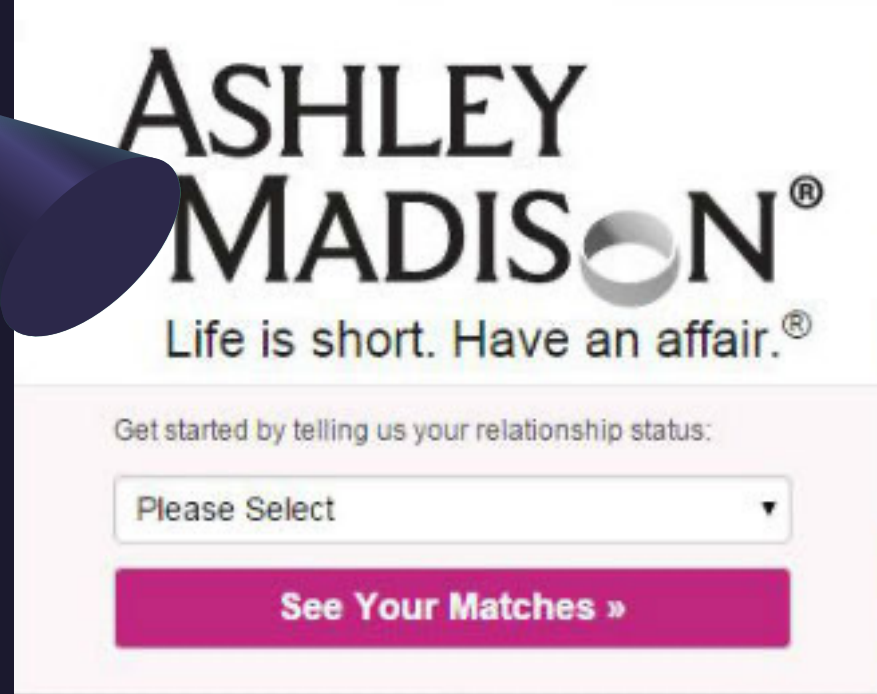 ASHLEY
MADISON®
Life is short. Have an affair.®
Get started by telling us your relationship status:
Please Select
See Your Matches »